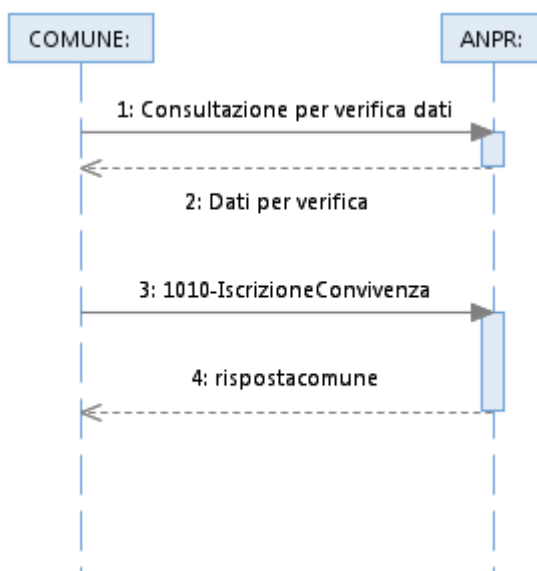 COMUNE:
ANPR:
1: Consultazione per verifica dati
2: Dati per verifica
3: 1010-IscrizioneConvivenza
4: rispostacomune